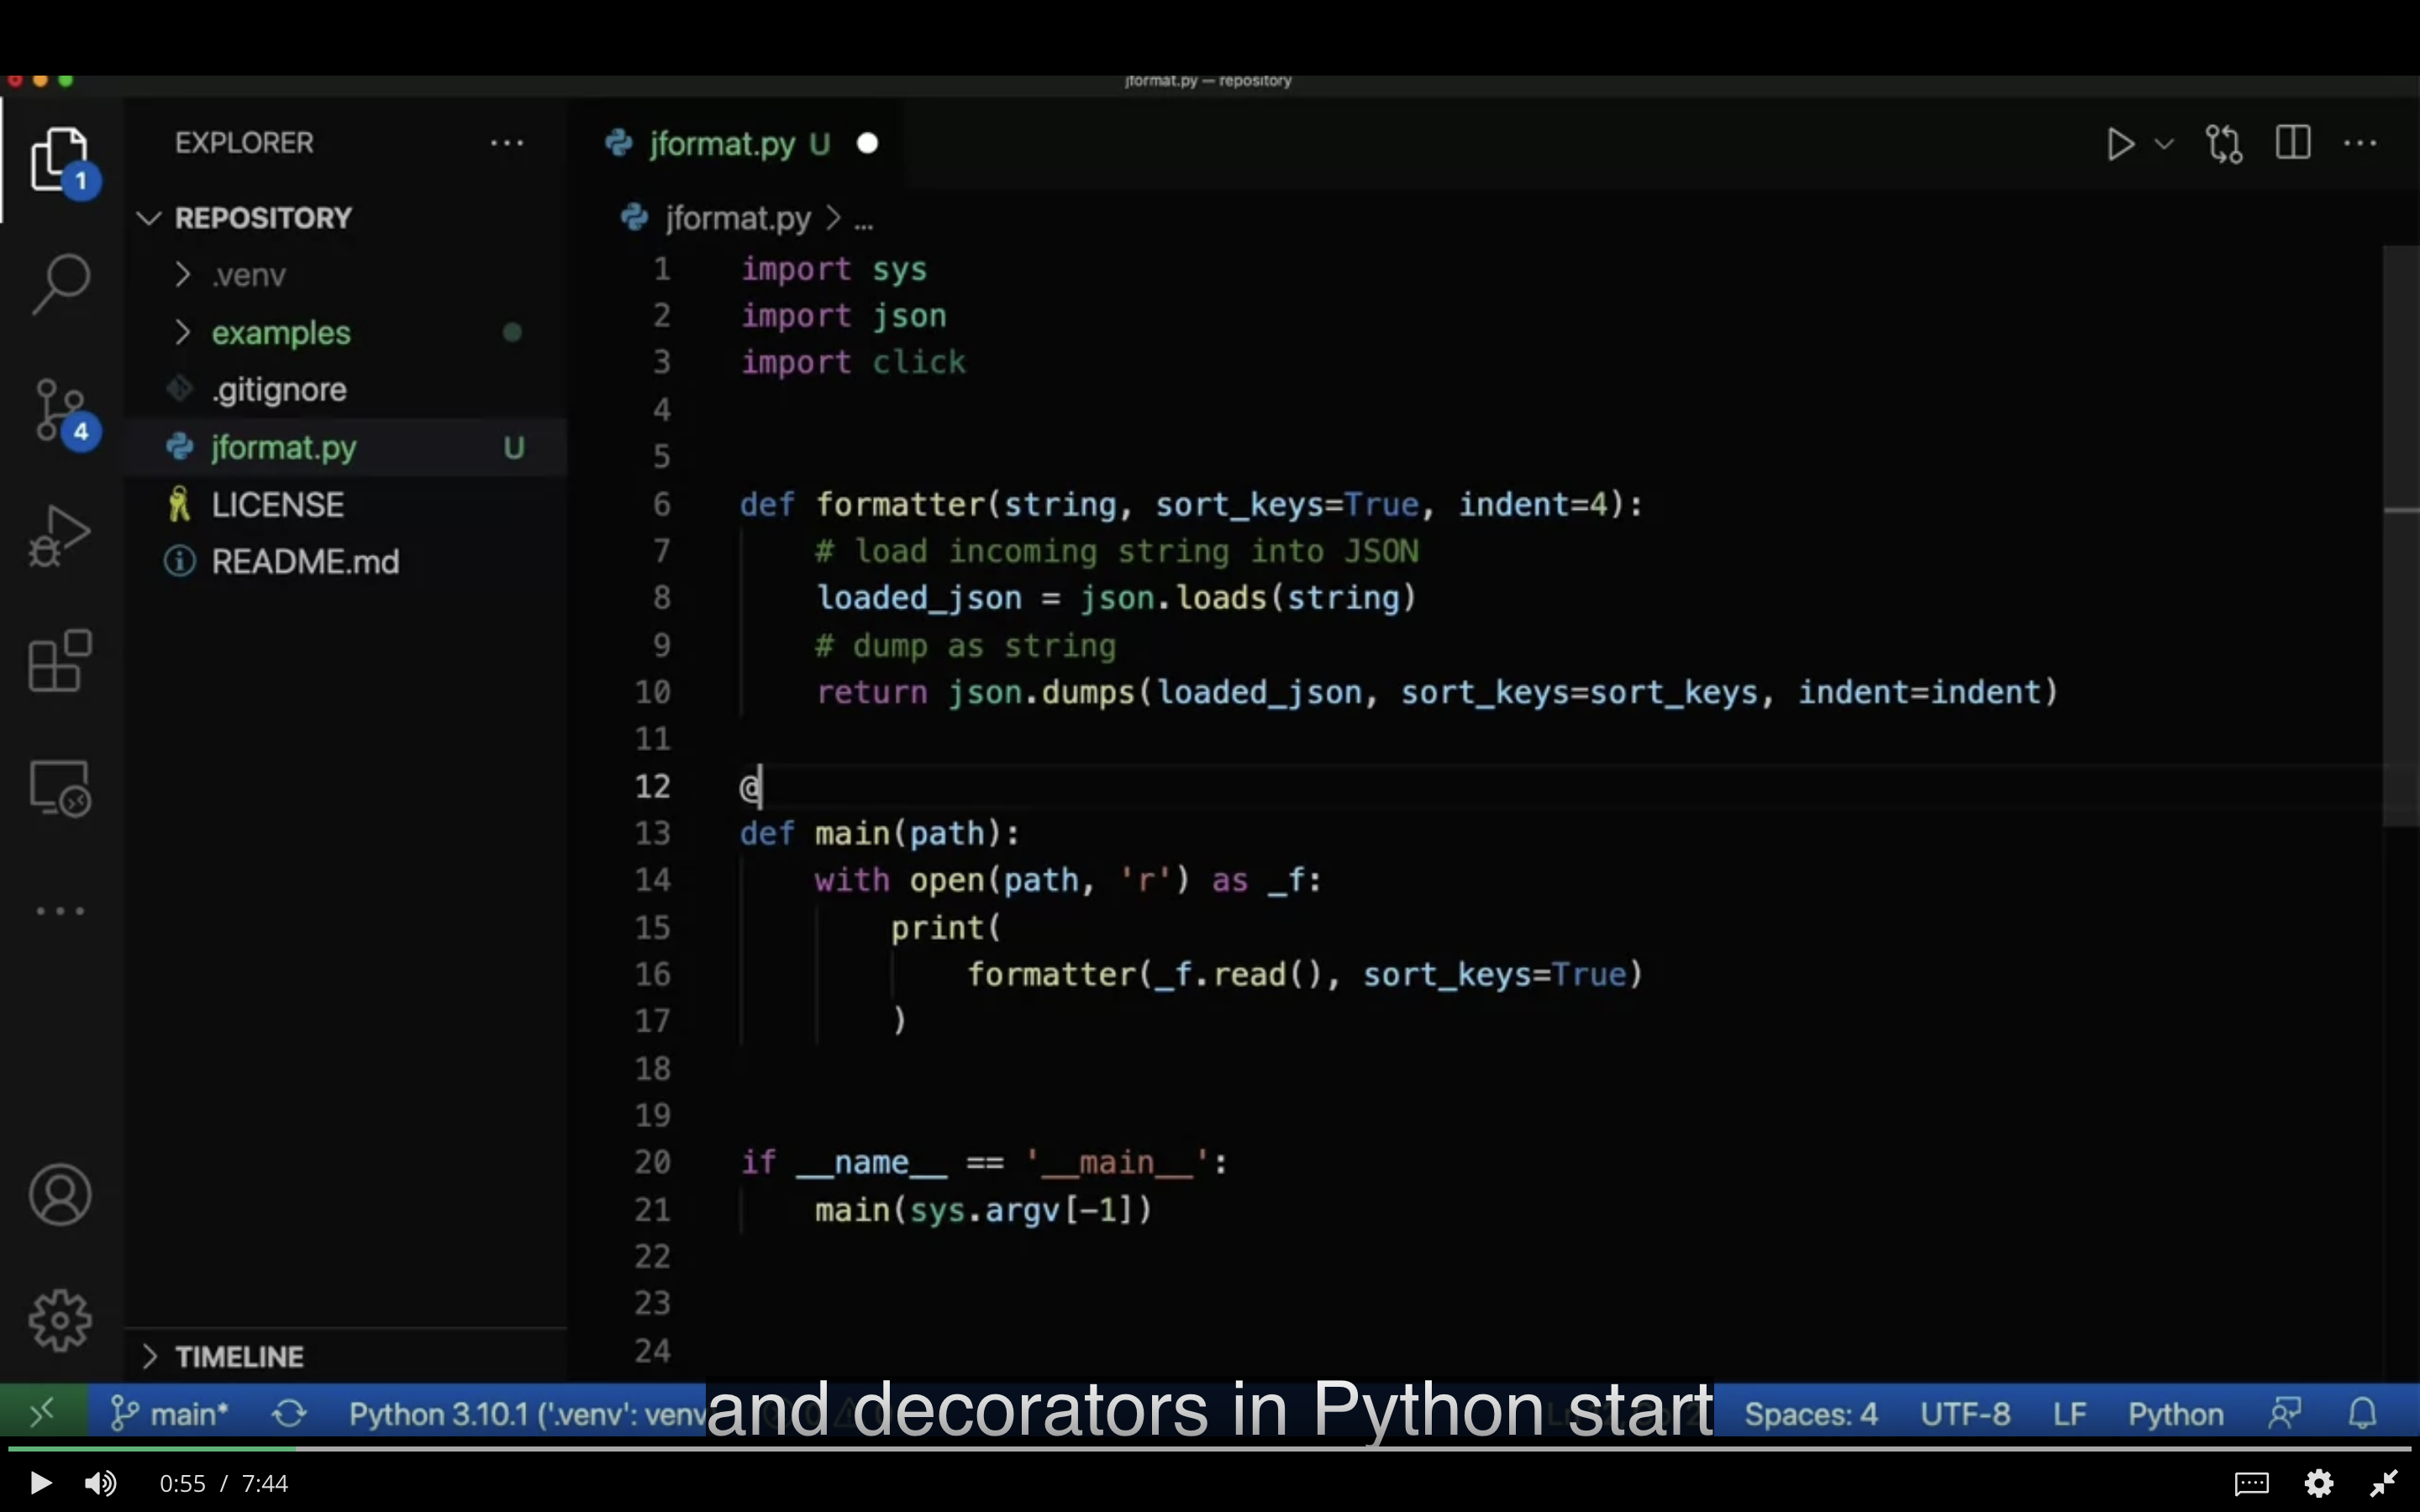 jformat.py — repository
EXPLORER
REPOSITORY
.venv
examples
.gitignore
jformat.py U
LICENSE
README.md
TIMELINE
1
4
jformat.py U
jformat.py > ...
1 import sys
2 import json
3 import click
4
5
6 def formatter(string, sort_keys=True, indent=4):
7 # load incoming string into JSON
8 loaded_json = json.loads(string)
9 # dump as string
10 return json.dumps(loaded_json, sort_keys=sort_keys, indent=indent)
11
12 @
13 def main(path):
14 with open(path, 'r') as _f:
15 print(
16 formatter(_f.read(), sort_keys=True)
17 )
18
19
20 if __name__ == '__main__':
21 main(sys.argv[-1])
22
23
24
main* Python 3.10.1 ('.venv': venv Spaces: 4 UTF-8 LF Python
and decorators in Python start
0:55 / 7:44